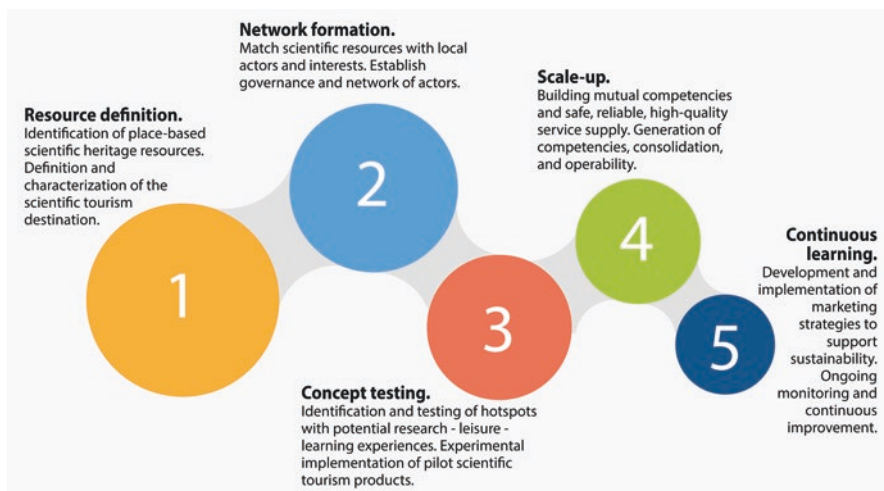 1
Resource definition.
Identification of place-based
scientific heritage resources.
Definition and
characterization of the
scientific tourism
destination.
2
Network formation.
Match scientific resources with local
actors and interests. Establish
governance and network of actors.
3
Concept testing.
Identification and testing of hotspots
with potential research - leisure -
learning experiences. Experimental
implementation of pilot scientific
tourism products.
4
Scale-up.
Building mutual competencies
and safe, reliable, high-quality
service supply. Generation of
competencies, consolidation,
and operability.
5
Continuous
learning.
Development and
implementation of
marketing
strategies to
support
sustainability.
Ongoing
monitoring and
continuous
improvement.